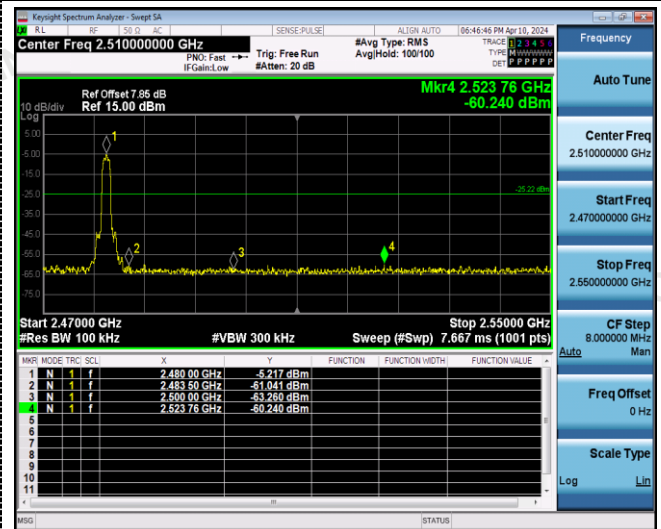 Keysight Spectrum Analyzer - Swept SA
RL RF 50 Ω AC SENSE:PULSE ALIGN AUTO 06:46:46 PM Apr 10, 2024
Center Freq 2.510000000 GHz
PNO: Fast
IFGain:Low
Trig: Free Run
#Atten: 20 dB
#Avg Type: RMS
Avg|Hold: 100/100
TRACE 1 2 3 4 5 6
TYPE M WWWWW
DET P P P P P P
Frequency
Ref Offset 7.85 dB
10 dB/div Ref 15.00 dBm
Log
Mkr4 2.523 76 GHz
-60.240 dBm
5.00
-5.00
-15.0
-25.0
-35.0
-45.0
-55.0
-65.0
-75.0
1
2
3
4
-25.22 dBm
Start 2.47000 GHz Stop 2.55000 GHz
#Res BW 100 kHz #VBW 300 kHz Sweep (#Swp) 7.667 ms (1001 pts)
MKR MODE TRC SCL X Y FUNCTION FUNCTION WIDTH FUNCTION VALUE
1 N 1 f 2.480 00 GHz -5.217 dBm
2 N 1 f 2.483 50 GHz -61.041 dBm
3 N 1 f 2.500 00 GHz -63.260 dBm
4 N 1 f 2.523 76 GHz -60.240 dBm
5
6
7
8
9
10
11
MSG STATUS
Auto Tune
Center Freq
2.510000000 GHz
Start Freq
2.470000000 GHz
Stop Freq
2.550000000 GHz
CF Step
8.000000 MHz
Auto Man
Freq Offset
0 Hz
Scale Type
Log Lin